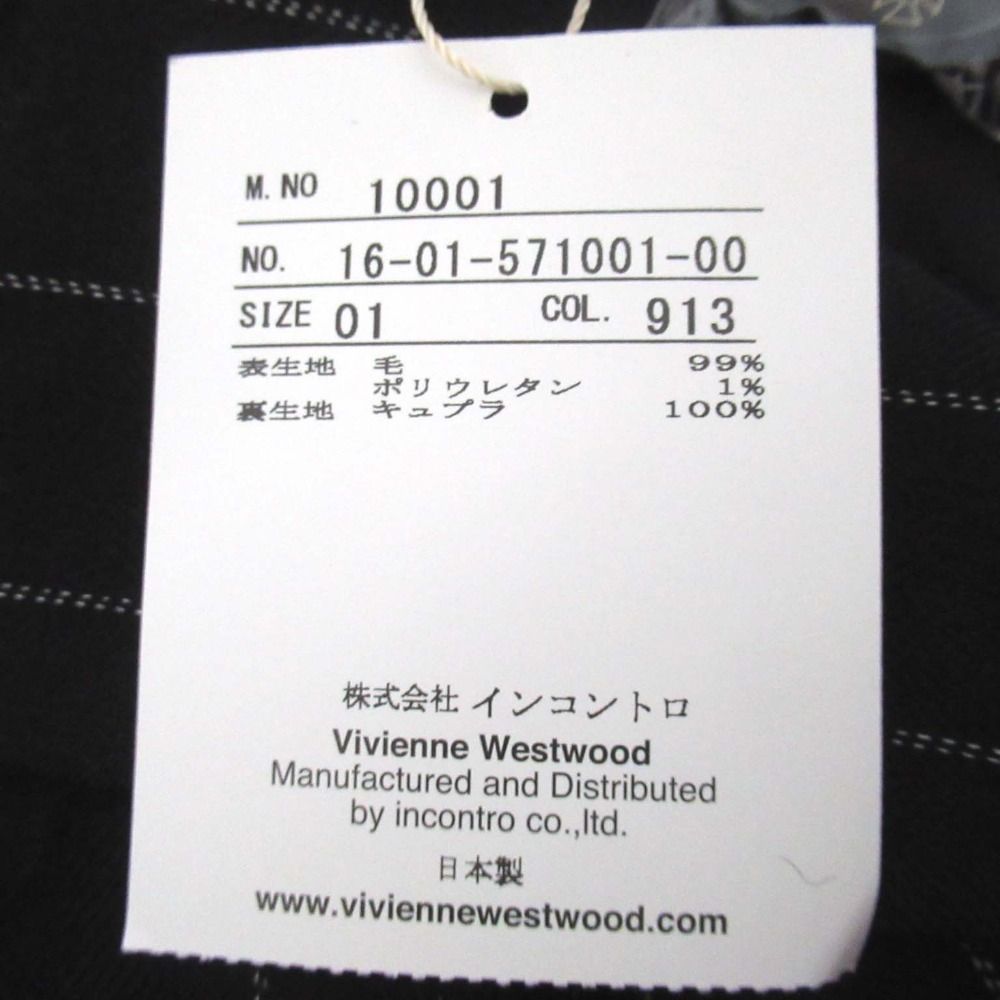 M.NO 10001
NO. 16-01-571001-00
SIZE 01 COL. 913
表生地 毛 99%
ポリウレタン 1%
裏生地 キュプラ 100%
株式会社 インコントロ
Vivienne Westwood
Manufactured and Distributed
by incontro co.,ltd.
日本製
www.viviennewestwood.com